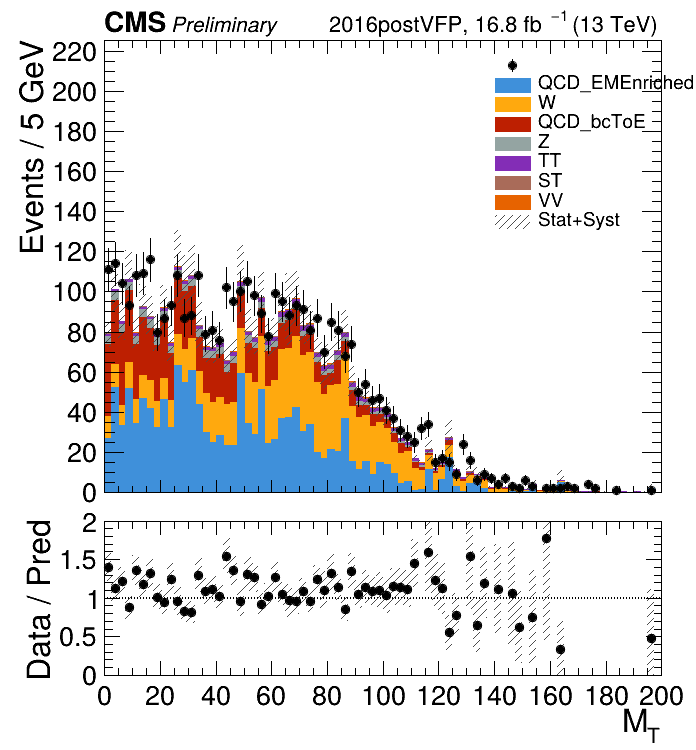 CMS Preliminary 2016postVFP, 16.8 fb⁻¹ (13 TeV)
Events / 5 GeV
220
200
180
160
140
120
100
80
60
40
20
0
QCD_EMEnriched
W
QCD_bcToE
Z
TT
ST
VV
Stat+Syst
Data / Pred
2
1.5
1
0.5
0
0 20 40 60 80 100 120 140 160 180 200
M_T